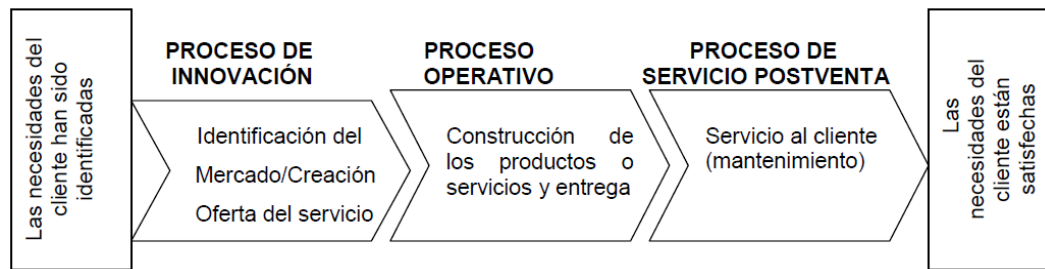 Las necesidades del
cliente han sido
identificadas
PROCESO DE
INNOVACIÓN
Identificación del
Mercado/Creación
Oferta del servicio
PROCESO
OPERATIVO
Construcción de
los productos o
servicios y entrega
PROCESO DE
SERVICIO POSTVENTA
Servicio al cliente
(mantenimiento)
Las
necesidades del
cliente están
satisfechas